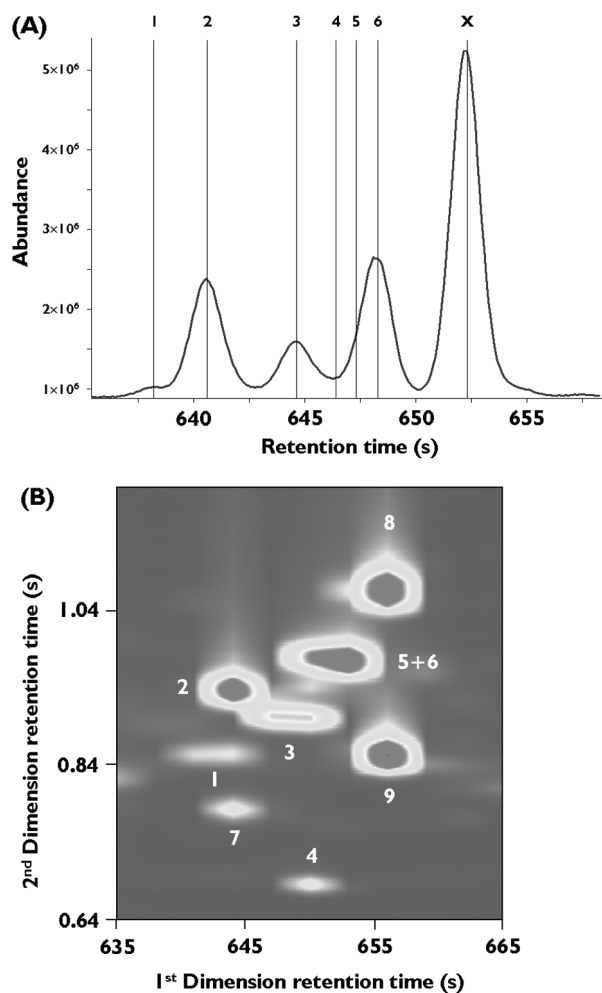 (A)
1 2 3 4 5 6 X
5×10⁶
4×10⁶
3×10⁶
2×10⁶
1×10⁶
Abundance
640 645 650 655
Retention time (s)
(B)
8
1.04
5+6
2
3
0.84
1
9
7
4
0.64
2ⁿᵈ Dimension retention time (s)
635 645 655 665
1ˢᵗ Dimension retention time (s)